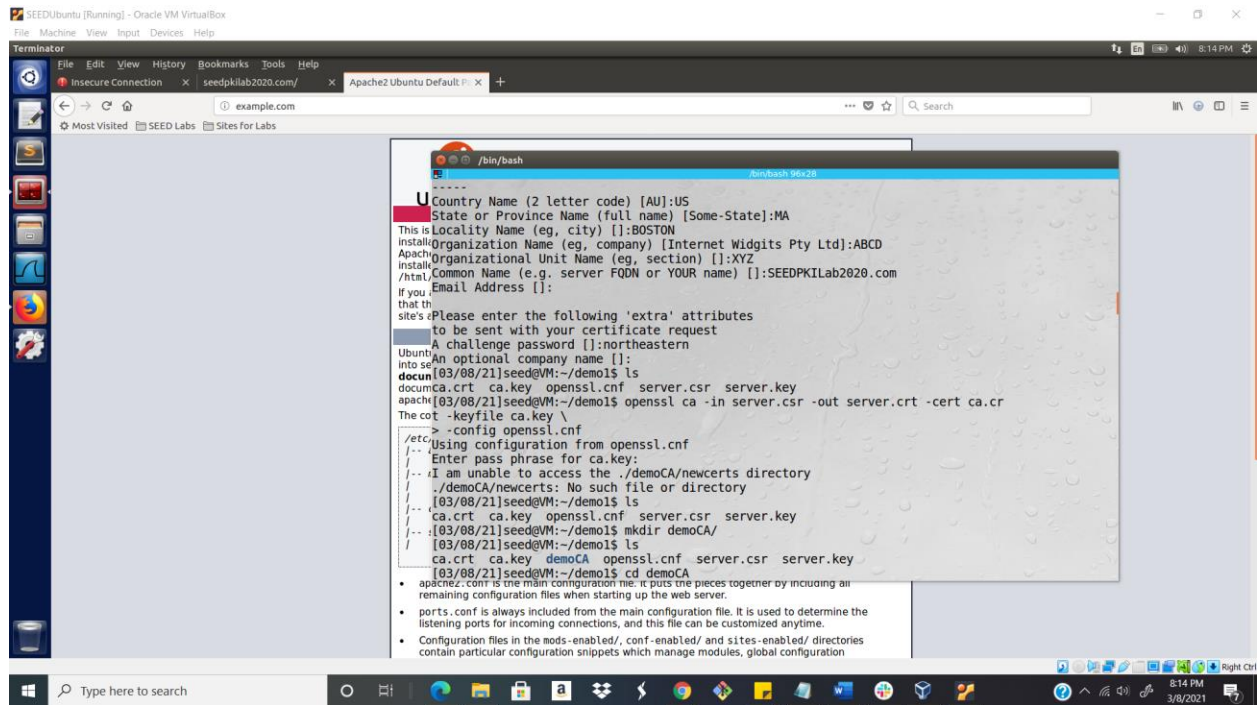 SEEDUbuntu [Running] - Oracle VM VirtualBox
File Machine View Input Devices Help
Terminator
En
8:14 PM
File Edit View History Bookmarks Tools Help
Insecure Connection
seedpkilab2020.com/
Apache2 Ubuntu Default
example.com
Search
Most Visited
SEED Labs
Sites for Labs
/bin/bash
/bin/bash 96x28
-----
Country Name (2 letter code) [AU]:US
State or Province Name (full name) [Some-State]:MA
Locality Name (eg, city) []:BOSTON
Organization Name (eg, company) [Internet Widgits Pty Ltd]:ABCD
Organizational Unit Name (eg, section) []:XYZ
Common Name (e.g. server FQDN or YOUR name) []:SEEDPKILab2020.com
Email Address []:
Please enter the following 'extra' attributes
to be sent with your certificate request
A challenge password []:northeastern
An optional company name []:
[03/08/21]seed@VM:~/demo1$ ls
ca.crt ca.key openssl.cnf server.csr server.key
[03/08/21]seed@VM:~/demo1$ openssl ca -in server.csr -out server.crt -cert ca.cr
t -keyfile ca.key \
> -config openssl.cnf
Using configuration from openssl.cnf
Enter pass phrase for ca.key:
I am unable to access the ./demoCA/newcerts directory
./demoCA/newcerts: No such file or directory
[03/08/21]seed@VM:~/demo1$ ls
ca.crt ca.key openssl.cnf server.csr server.key
[03/08/21]seed@VM:~/demo1$ mkdir demoCA/
[03/08/21]seed@VM:~/demo1$ ls
ca.crt ca.key demoCA openssl.cnf server.csr server.key
[03/08/21]seed@VM:~/demo1$ cd demoCA
U
This is
If you
that th
site's
into se
The
/etc/
apache2.conf is the main configuration file. It puts the pieces together by including all
remaining configuration files when starting up the web server.
ports.conf is always included from the main configuration file. It is used to determine the
listening ports for incoming connections, and this file can be customized anytime.
Configuration files in the mods-enabled/, conf-enabled/ and sites-enabled/ directories
contain particular configuration snippets which manage modules, global configuration
Right Ctrl
Type here to search
8:14 PM
3/8/2021